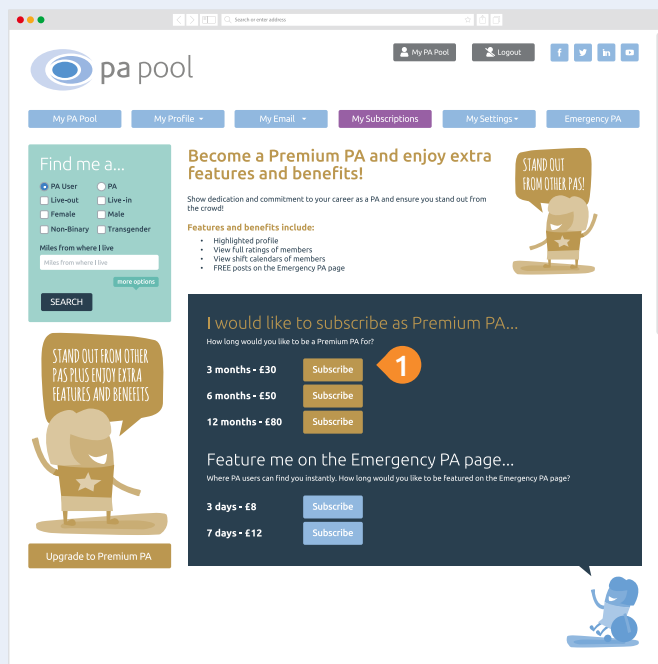 Search or enter address
pa pool
My PA Pool
Logout
My PA Pool
My Profile
My Email
My Subscriptions
My Settings
Emergency PA
Find me a...
PA User
PA
Live-out
Live-in
Female
Male
Non-Binary
Transgender
Miles from where I live
Miles from where I live
more options
SEARCH
STAND OUT FROM OTHER
PAS PLUS ENJOY EXTRA
FEATURES AND BENEFITS
Upgrade to Premium PA
Become a Premium PA and enjoy extra
features and benefits!
Show dedication and commitment to your career as a PA and ensure you stand out from
the crowd!
Features and benefits include:
• Highlighted profile
• View full ratings of members
• View shift calendars of members
• FREE posts on the Emergency PA page
STAND OUT
FROM OTHER PAS!
I would like to subscribe as Premium PA...
How long would you like to be a Premium PA for?
3 months - £30 Subscribe
1
6 months - £50 Subscribe
12 months - £80 Subscribe
Feature me on the Emergency PA page...
Where PA users can find you instantly. How long would you like to be featured on the Emergency PA page?
3 days - £8 Subscribe
7 days - £12 Subscribe